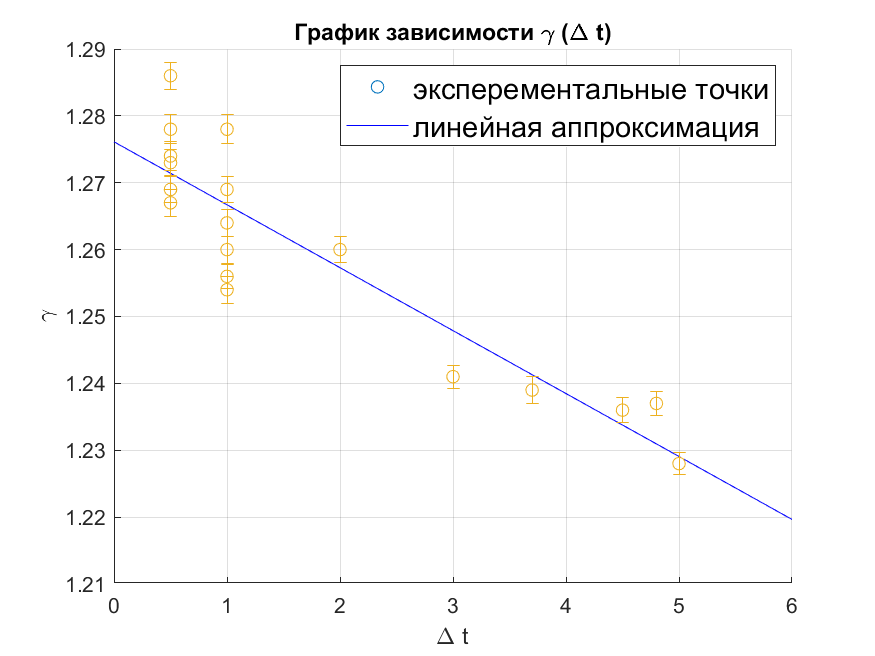 График зависимости γ (Δ t)
эксперементальные точки
линейная аппроксимация
1.29
1.28
1.27
1.26
1.25
1.24
1.23
1.22
1.21
γ
0 1 2 3 4 5 6
Δ t